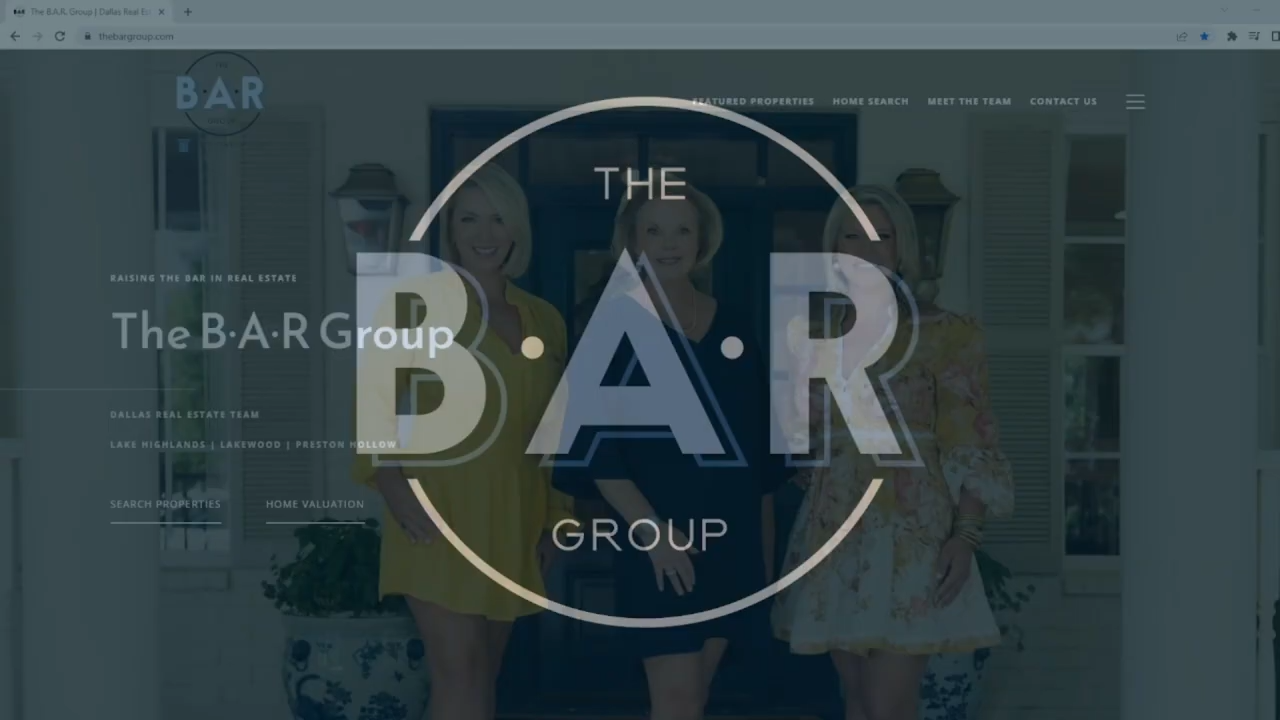 The B.A.R. Group | Dallas Real Es
thebargroup.com
THE
BAR
FEATURED PROPERTIES
HOME SEARCH
MEET THE TEAM
CONTACT US
THE
B·A·R
GROUP
RAISING THE BAR IN REAL ESTATE
The B·A·R Group
DALLAS REAL ESTATE TEAM
LAKE HIGHLANDS | LAKEWOOD | PRESTON HOLLOW
SEARCH PROPERTIES
HOME VALUATION